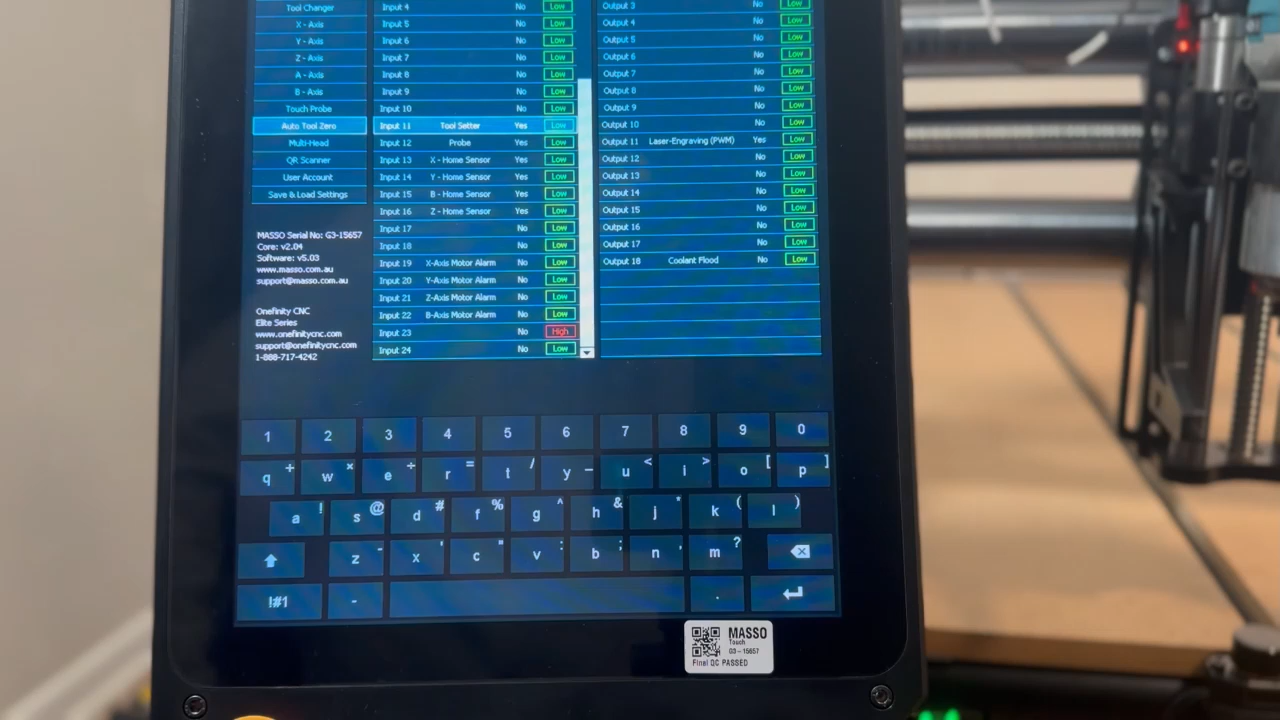 Tool Changer
X - Axis
Y - Axis
Z - Axis
A - Axis
B - Axis
Touch Probe
Auto Tool Zero
Multi-Head
QR Scanner
User Account
Save & Load Settings
MASSO Serial No: G3-15657
Core: v2.04
Software: v5.03
www.masso.com.au
support@masso.com.au
Onefinity CNC
Elite Series
www.onefinitycnc.com
support@onefinitycnc.com
1-888-717-4242
Input 4 No Low
Input 5 No Low
Input 6 No Low
Input 7 No Low
Input 8 No Low
Input 9 No Low
Input 10 No Low
Input 11 Tool Setter Yes Low
Input 12 Probe Yes Low
Input 13 X - Home Sensor Yes Low
Input 14 Y - Home Sensor Yes Low
Input 15 B - Home Sensor Yes Low
Input 16 Z - Home Sensor Yes Low
Input 17 No Low
Input 18 No Low
Input 19 X-Axis Motor Alarm No Low
Input 20 Y-Axis Motor Alarm No Low
Input 21 Z-Axis Motor Alarm No Low
Input 22 B-Axis Motor Alarm No Low
Input 23 No High
Input 24 No Low
Output 3 No Low
Output 4 No Low
Output 5 No Low
Output 6 No Low
Output 7 No Low
Output 8 No Low
Output 9 No Low
Output 10 No Low
Output 11 Laser-Engraving (PWM) Yes Low
Output 12 No Low
Output 13 No Low
Output 14 No Low
Output 15 No Low
Output 16 No Low
Output 17 No Low
Output 18 Coolant Flood No Low
1 2 3 4 5 6 7 8 9 0
q + w × e ÷ r = t / y _ u < i > o [ p ]
a ! s @ d # f % g ^ h & j * k ( l )
z - x ' c " v : b ; n , m ?
!#1 - .
MASSO
Touch
G3-15657
Final QC PASSED